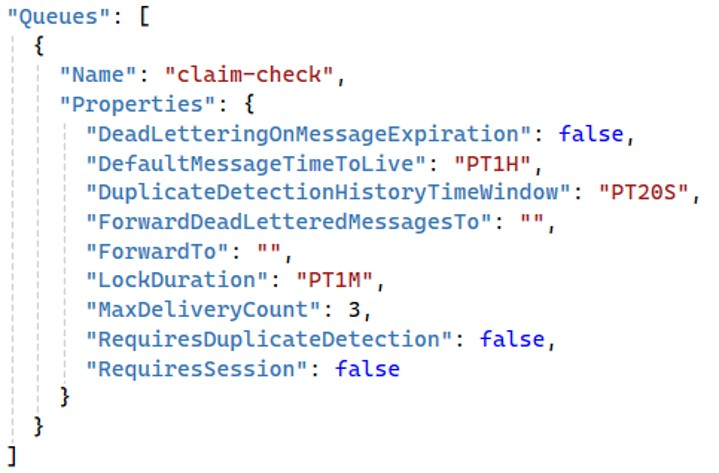 "Queues": [
{
"Name": "claim-check",
"Properties": {
"DeadLetteringOnMessageExpiration": false,
"DefaultMessageTimeToLive": "PT1H",
"DuplicateDetectionHistoryTimeWindow": "PT20S",
"ForwardDeadLetteredMessagesTo": "",
"ForwardTo": "",
"LockDuration": "PT1M",
"MaxDeliveryCount": 3,
"RequiresDuplicateDetection": false,
"RequiresSession": false
}
}
]